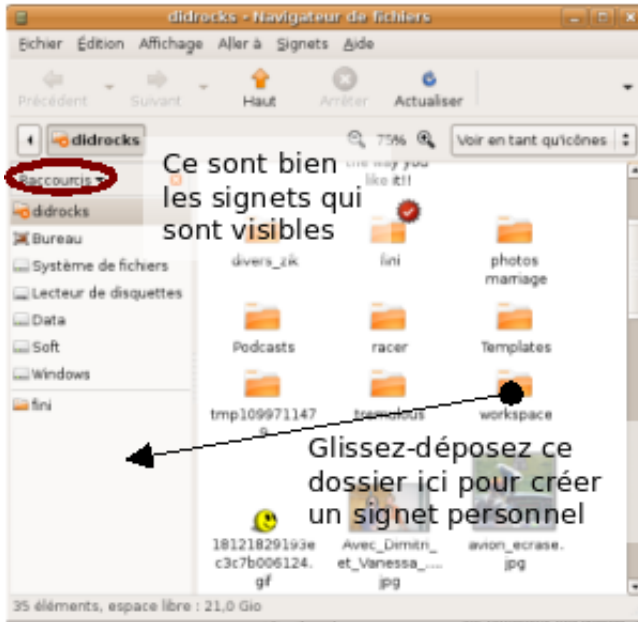 didrocks - Navigateur de fichiers
Fichier Édition Affichage Aller à Signets Aide
Précédent Suivant Haut Arrêter Actualiser
didrocks 75% Voir en tant qu'icônes
Raccourcis
Ce sont bien
les signets qui
sont visibles
the way you
like it!!
didrocks
Bureau
Système de fichiers
Lecteur de disquettes
Data
Soft
Windows
fini
divers_zik fini photos
marriage
Podcasts racer Templates
tmp109971147 tremulous workspace
9
Glissez-déposez ce
dossier ici pour créer
un signet personnel
18121829193e Avec_Dimitri_ avion_ecrase.
c3c7b006124. et_Vanessa_.... jpg
gif jpg
35 éléments, espace libre : 21,0 Gio